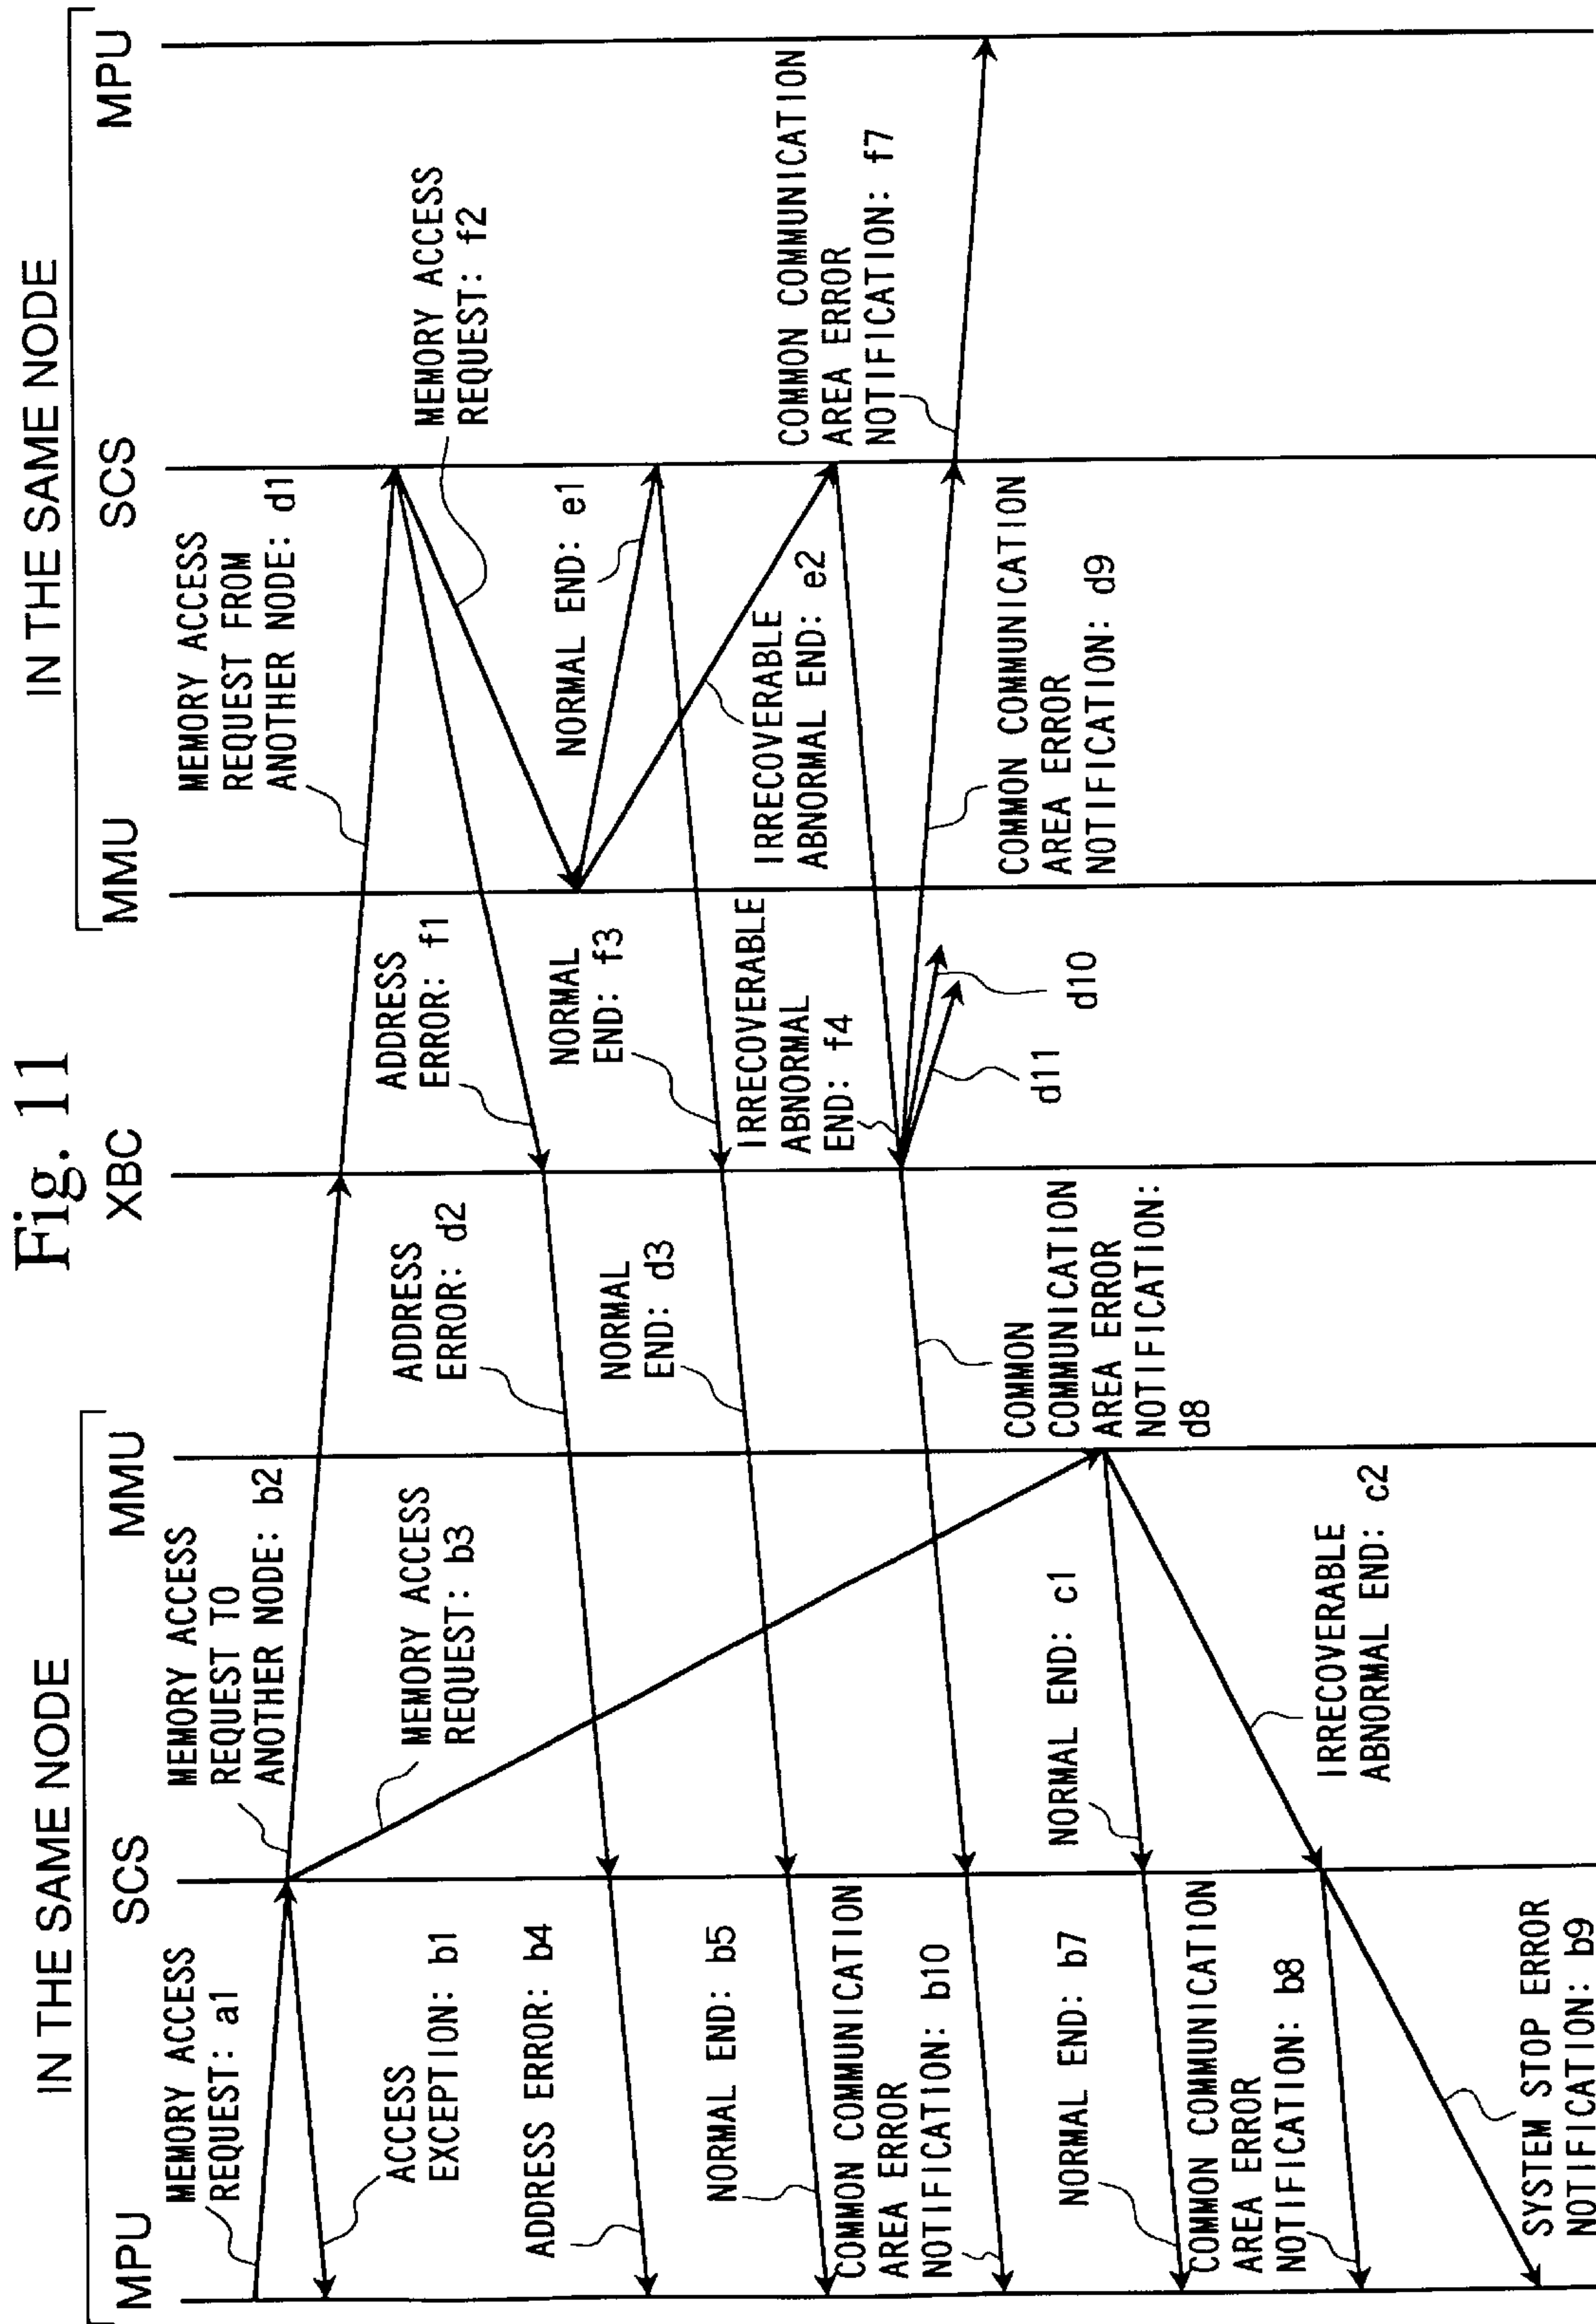 Fig. 11
IN THE SAME NODE
IN THE SAME NODE
MPU
SCS
MMU
XBC
MMU
SCS
MPU
MEMORY ACCESS
REQUEST: a1
ACCESS
EXCEPTION: b1
MEMORY ACCESS
REQUEST TO
ANOTHER NODE: b2
MEMORY ACCESS
REQUEST: b3
MEMORY ACCESS
REQUEST FROM
ANOTHER NODE: d1
MEMORY ACCESS
REQUEST: f2
ADDRESS
ERROR: f1
ADDRESS
ERROR: d2
ADDRESS ERROR: b4
NORMAL END: e1
NORMAL
END: f3
NORMAL
END: d3
NORMAL END: b5
IRRECOVERABLE
ABNORMAL END: e2
IRRECOVERABLE
ABNORMAL
END: f4
COMMON COMMUNICATION
AREA ERROR
NOTIFICATION: f7
COMMON COMMUNICATION
AREA ERROR
NOTIFICATION: d9
d10
d11
COMMON
COMMUNICATION
AREA ERROR
NOTIFICATION:
d8
COMMON COMMUNICATION
AREA ERROR
NOTIFICATION: b10
NORMAL END: c1
NORMAL END: b7
IRRECOVERABLE
ABNORMAL END: c2
COMMON COMMUNICATION
AREA ERROR
NOTIFICATION: b8
SYSTEM STOP ERROR
NOTIFICATION: b9